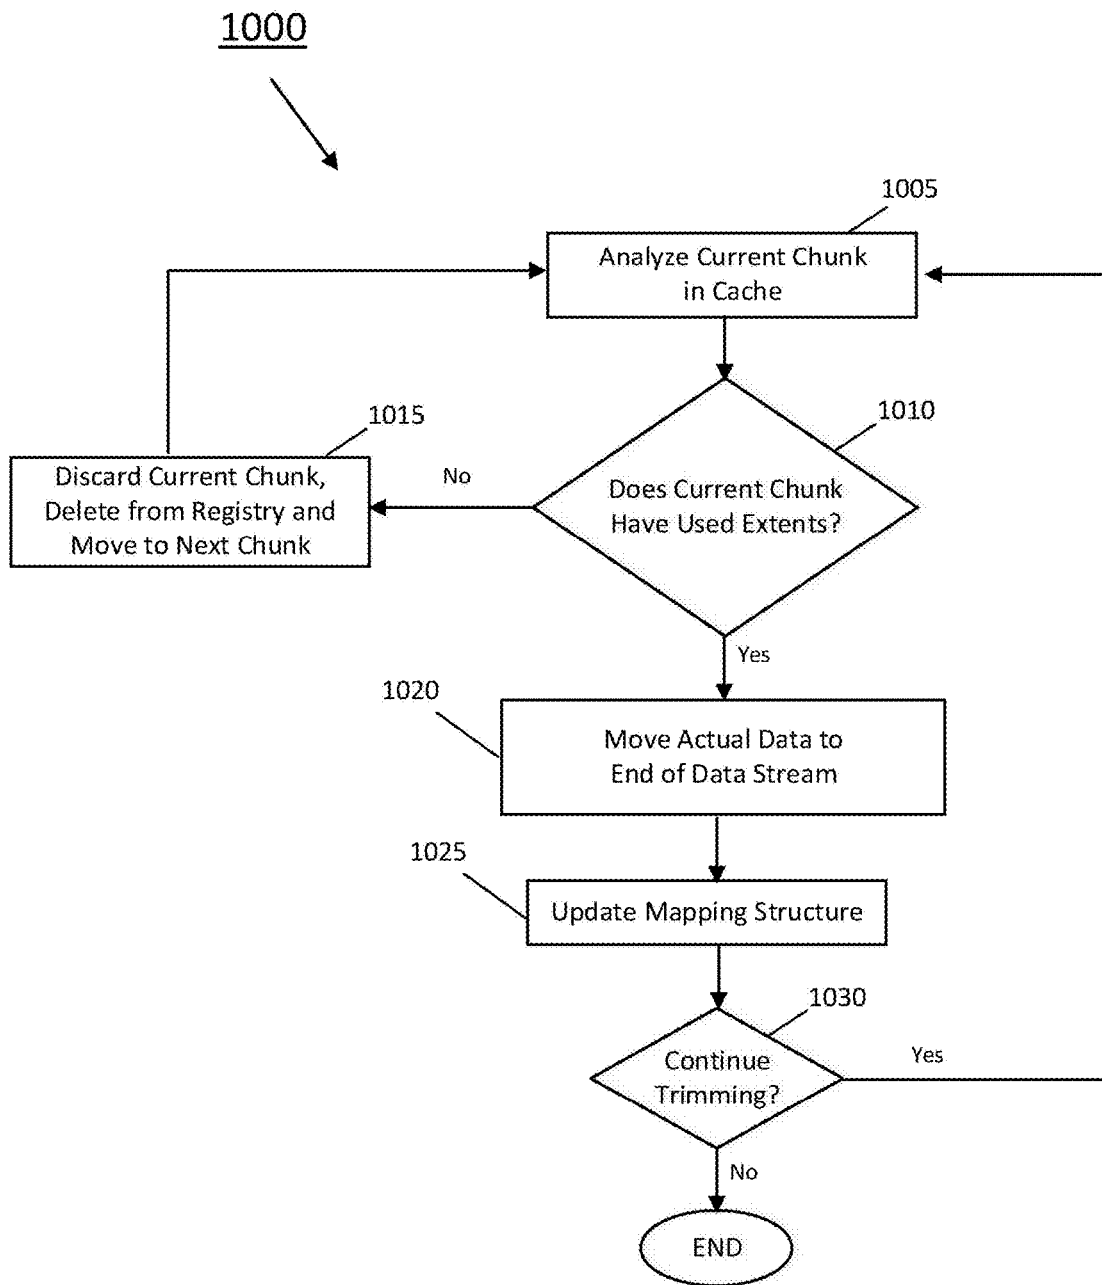 1000
1005
Analyze Current Chunk
in Cache
1010
Does Current Chunk
Have Used Extents?
No
1015
Discard Current Chunk,
Delete from Registry and
Move to Next Chunk
Yes
1020
Move Actual Data to
End of Data Stream
1025
Update Mapping Structure
1030
Continue
Trimming?
Yes
No
END